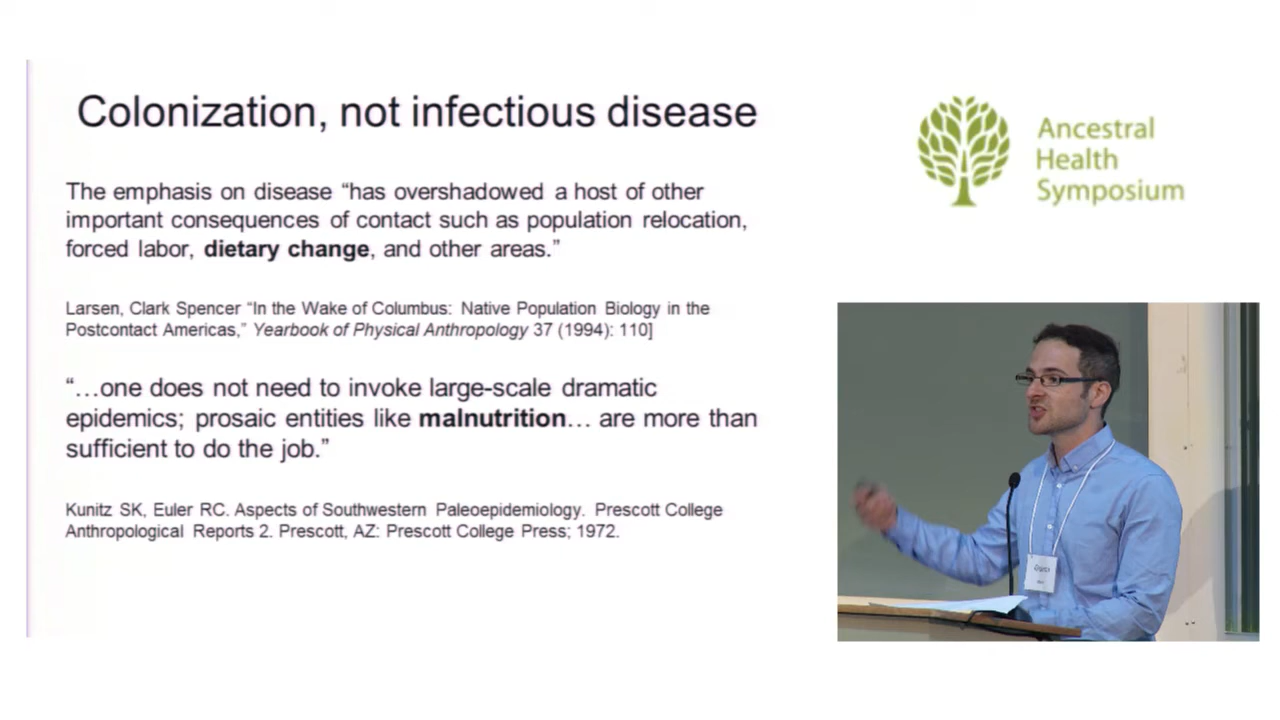 Colonization, not infectious disease
The emphasis on disease “has overshadowed a host of other
important consequences of contact such as population relocation,
forced labor, dietary change, and other areas.”
Larsen, Clark Spencer “In the Wake of Columbus: Native Population Biology in the
Postcontact Americas,” Yearbook of Physical Anthropology 37 (1994): 110]
“…one does not need to invoke large-scale dramatic
epidemics; prosaic entities like malnutrition… are more than
sufficient to do the job.”
Kunitz SK, Euler RC. Aspects of Southwestern Paleoepidemiology. Prescott College
Anthropological Reports 2. Prescott, AZ: Prescott College Press; 1972.
Ancestral
Health
Symposium